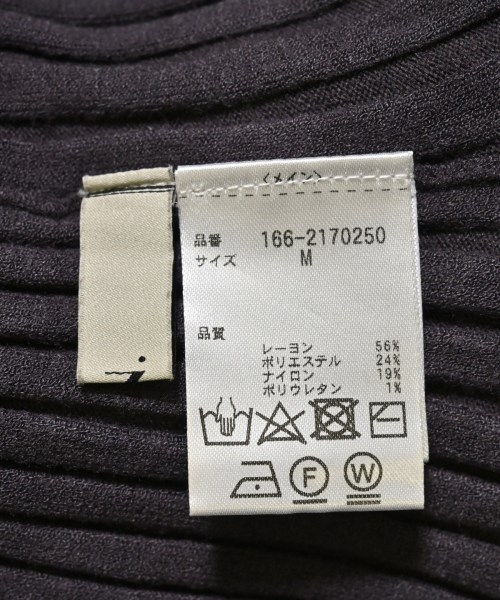 〈メイン〉
品番 166-2170250
サイズ M
品質
レーヨン 56%
ポリエステル 24%
ナイロン 19%
ポリウレタン 1%
F W